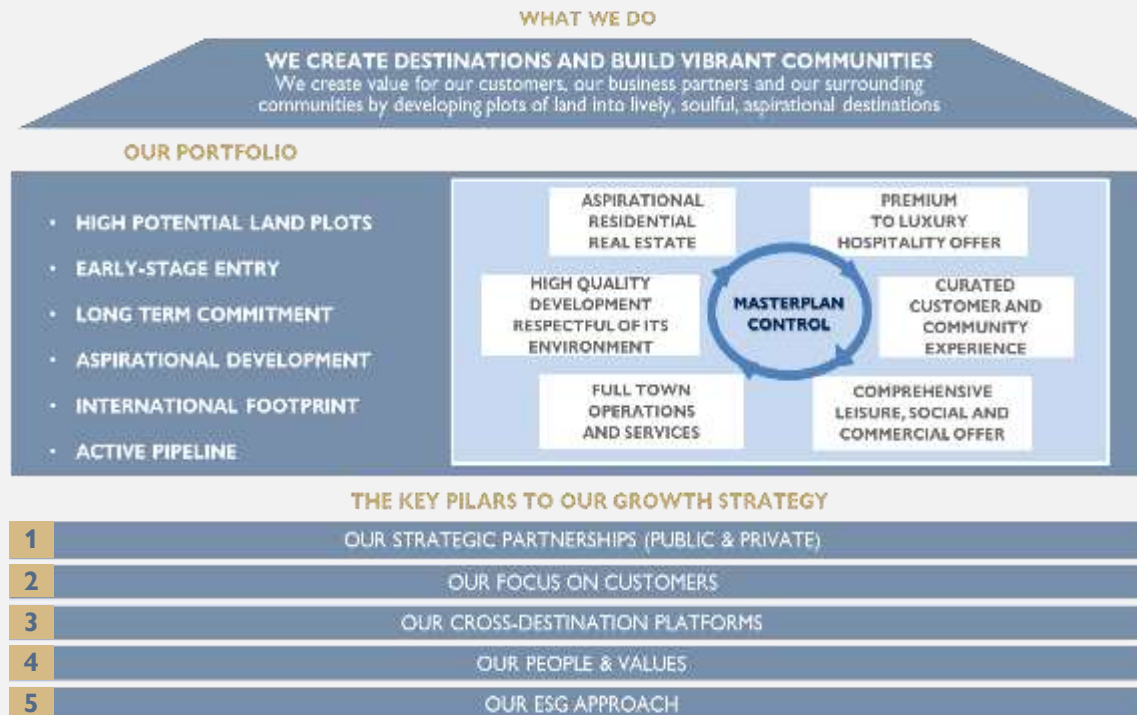 WHAT WE DO
WE CREATE DESTINATIONS AND BUILD VIBRANT COMMUNITIES
We create value for our customers, our business partners and our surrounding
communities by developing plots of land into lively, soulful, aspirational destinations
OUR PORTFOLIO
• HIGH POTENTIAL LAND PLOTS
• EARLY-STAGE ENTRY
• LONG TERM COMMITMENT
• ASPIRATIONAL DEVELOPMENT
• INTERNATIONAL FOOTPRINT
• ACTIVE PIPELINE
ASPIRATIONAL
RESIDENTIAL
REAL ESTATE
PREMIUM
TO LUXURY
HOSPITALITY OFFER
HIGH QUALITY
DEVELOPMENT
RESPECTFUL OF ITS
ENVIRONMENT
MASTERPLAN
CONTROL
CURATED
CUSTOMER AND
COMMUNITY
EXPERIENCE
FULL TOWN
OPERATIONS
AND SERVICES
COMPREHENSIVE
LEISURE, SOCIAL AND
COMMERCIAL OFFER
THE KEY PILARS TO OUR GROWTH STRATEGY
1 OUR STRATEGIC PARTNERSHIPS (PUBLIC & PRIVATE)
2 OUR FOCUS ON CUSTOMERS
3 OUR CROSS-DESTINATION PLATFORMS
4 OUR PEOPLE & VALUES
5 OUR ESG APPROACH